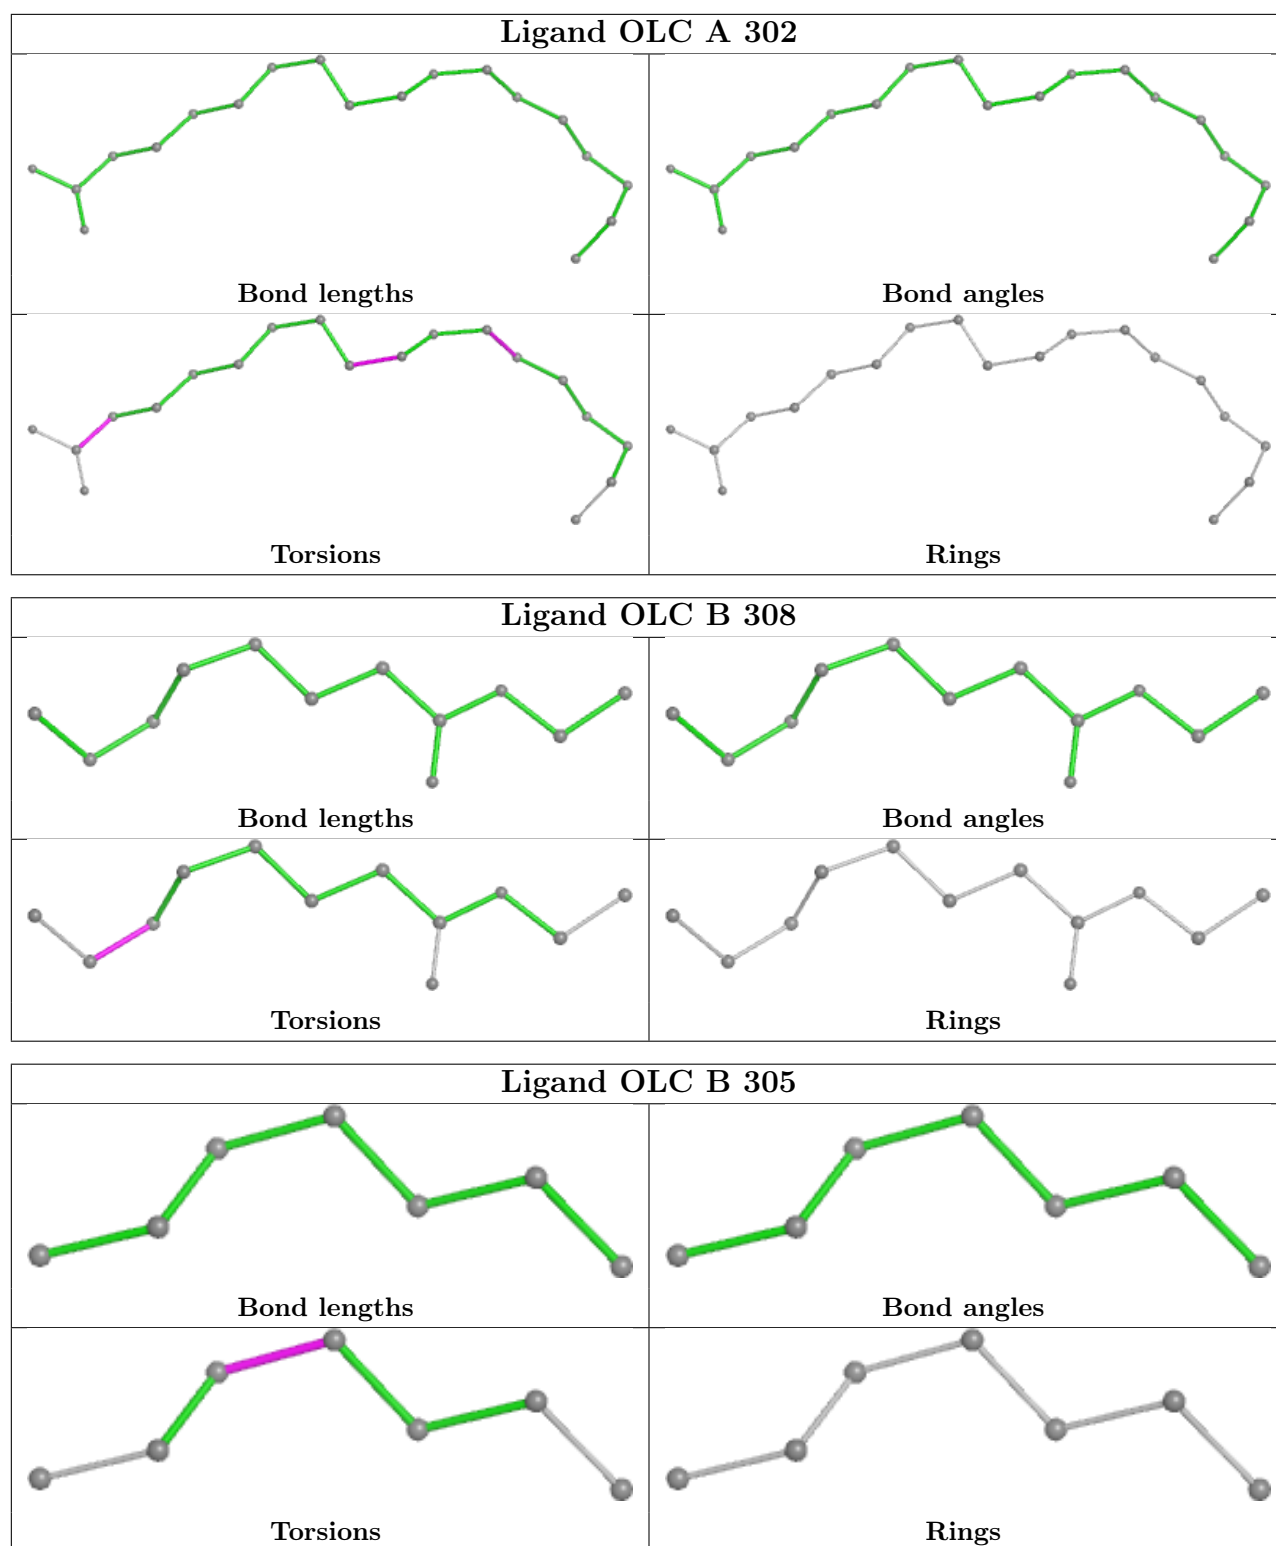 Ligand OLC A 302
Bond lengths
Bond angles
Torsions
Rings
Ligand OLC B 308
Bond lengths
Bond angles
Torsions
Rings
Ligand OLC B 305
Bond lengths
Bond angles
Torsions
Rings